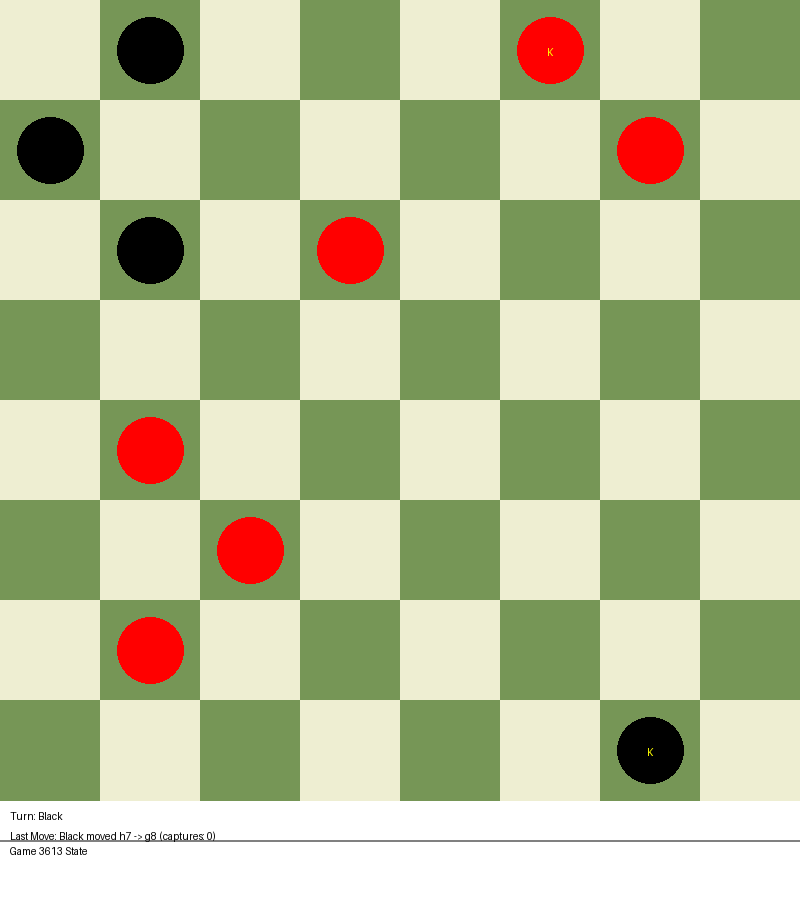 K
K
Turn: Black
Last Move: Black moved h7 -> g8 (captures: 0)
Game 3613 State